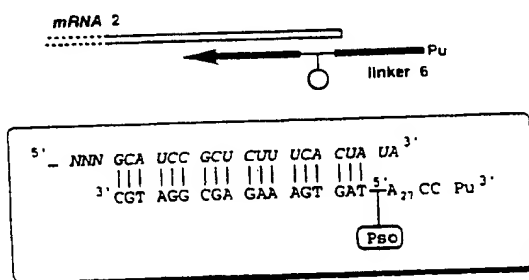 mRNA 2
Pu
linker 6
5' – NNN GCA UCC GCU CUU UCA CUA UA 3'
3' CGT AGG CGA GAA AGT GAT 5' A27 CC Pu 3'
Pso